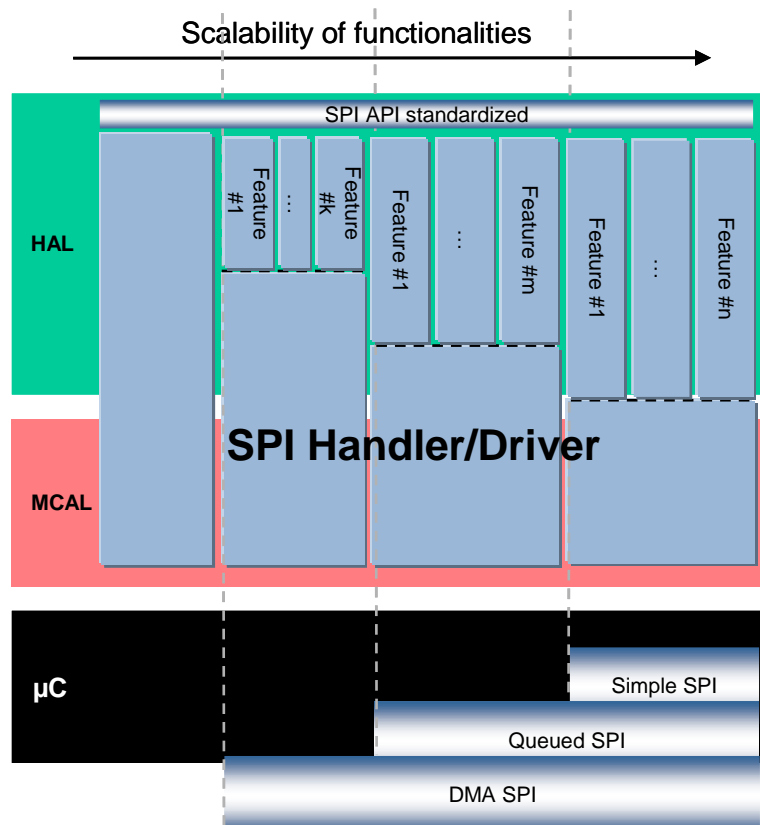 Scalability of functionalities
SPI API standardized
HAL
Feature
#1
…
Feature
#k
Feature #1
…
Feature #m
Feature #1
…
Feature #n
SPI Handler/Driver
MCAL
µC
Simple SPI
Queued SPI
DMA SPI